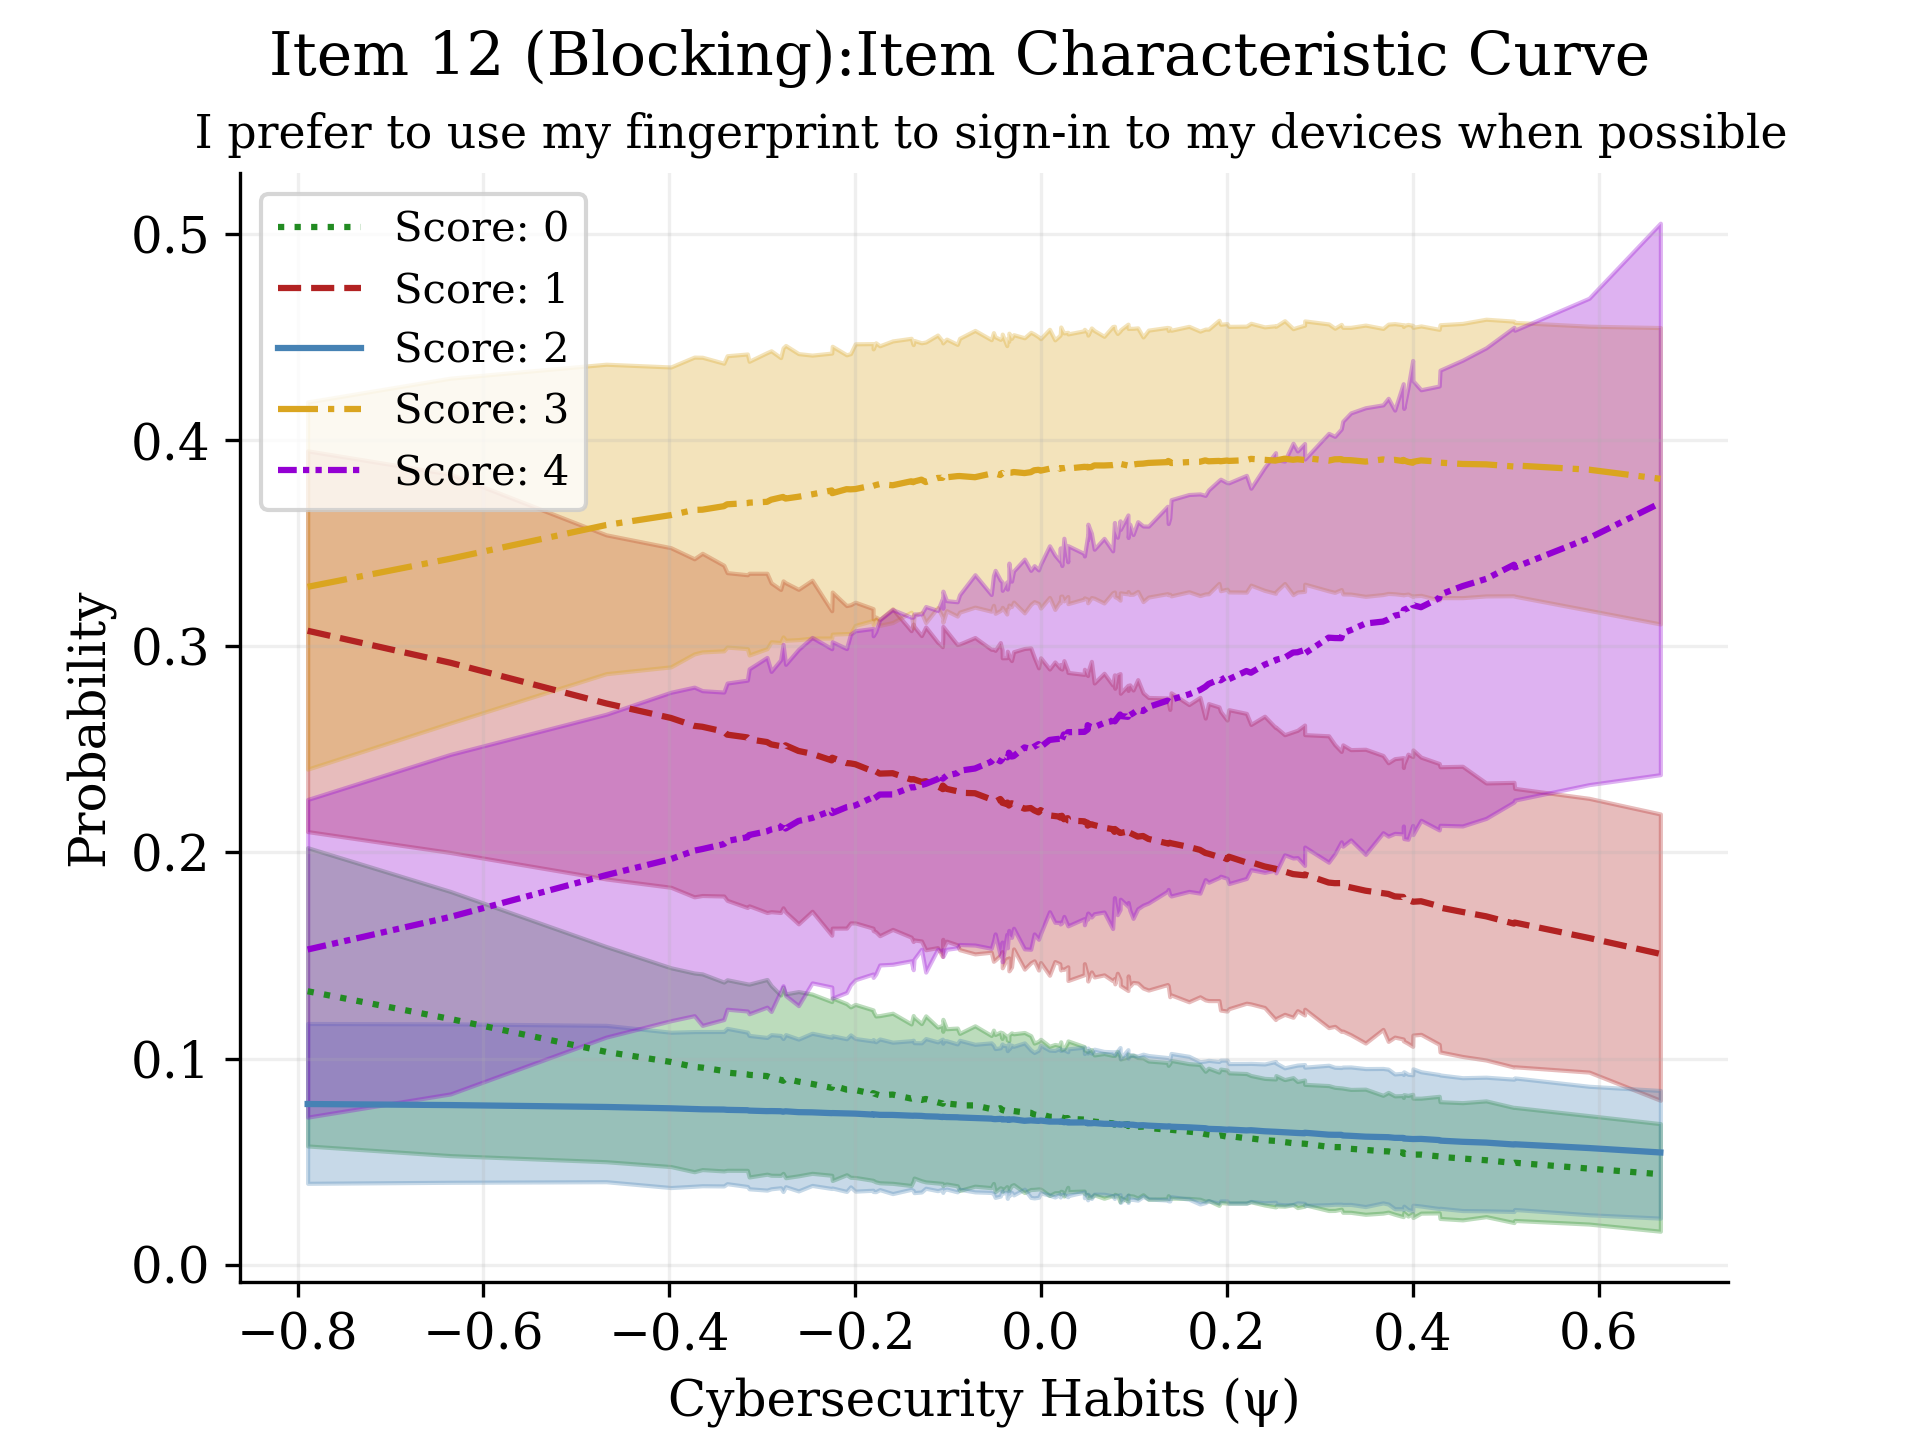 Item 12 (Blocking):Item Characteristic Curve
I prefer to use my fingerprint to sign-in to my devices when possible
Score: 0
Score: 1
Score: 2
Score: 3
Score: 4
Probability
0.5
0.4
0.3
0.2
0.1
0.0
−0.8 −0.6 −0.4 −0.2 0.0 0.2 0.4 0.6
Cybersecurity Habits (ψ)